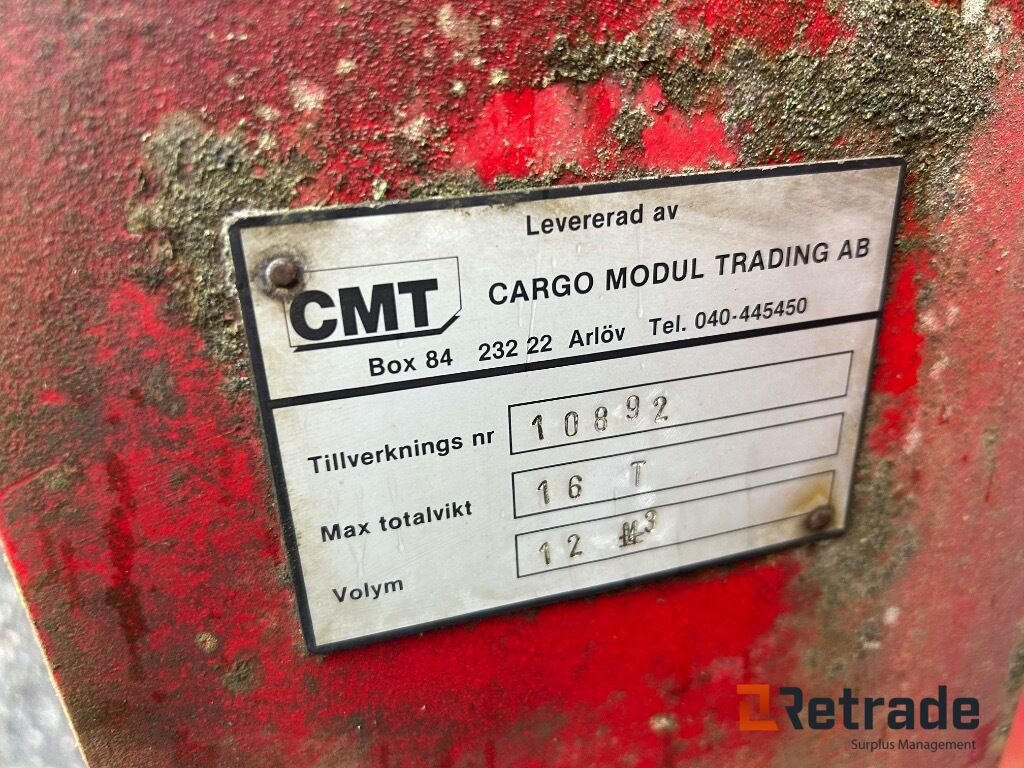 Levererad av
CMT
CARGO MODUL TRADING AB
Box 84 232 22 Arlöv Tel. 040-445450
Tillverknings nr 10892
Max totalvikt 16 T
Volym 12 M³
Retrade
Surplus Management